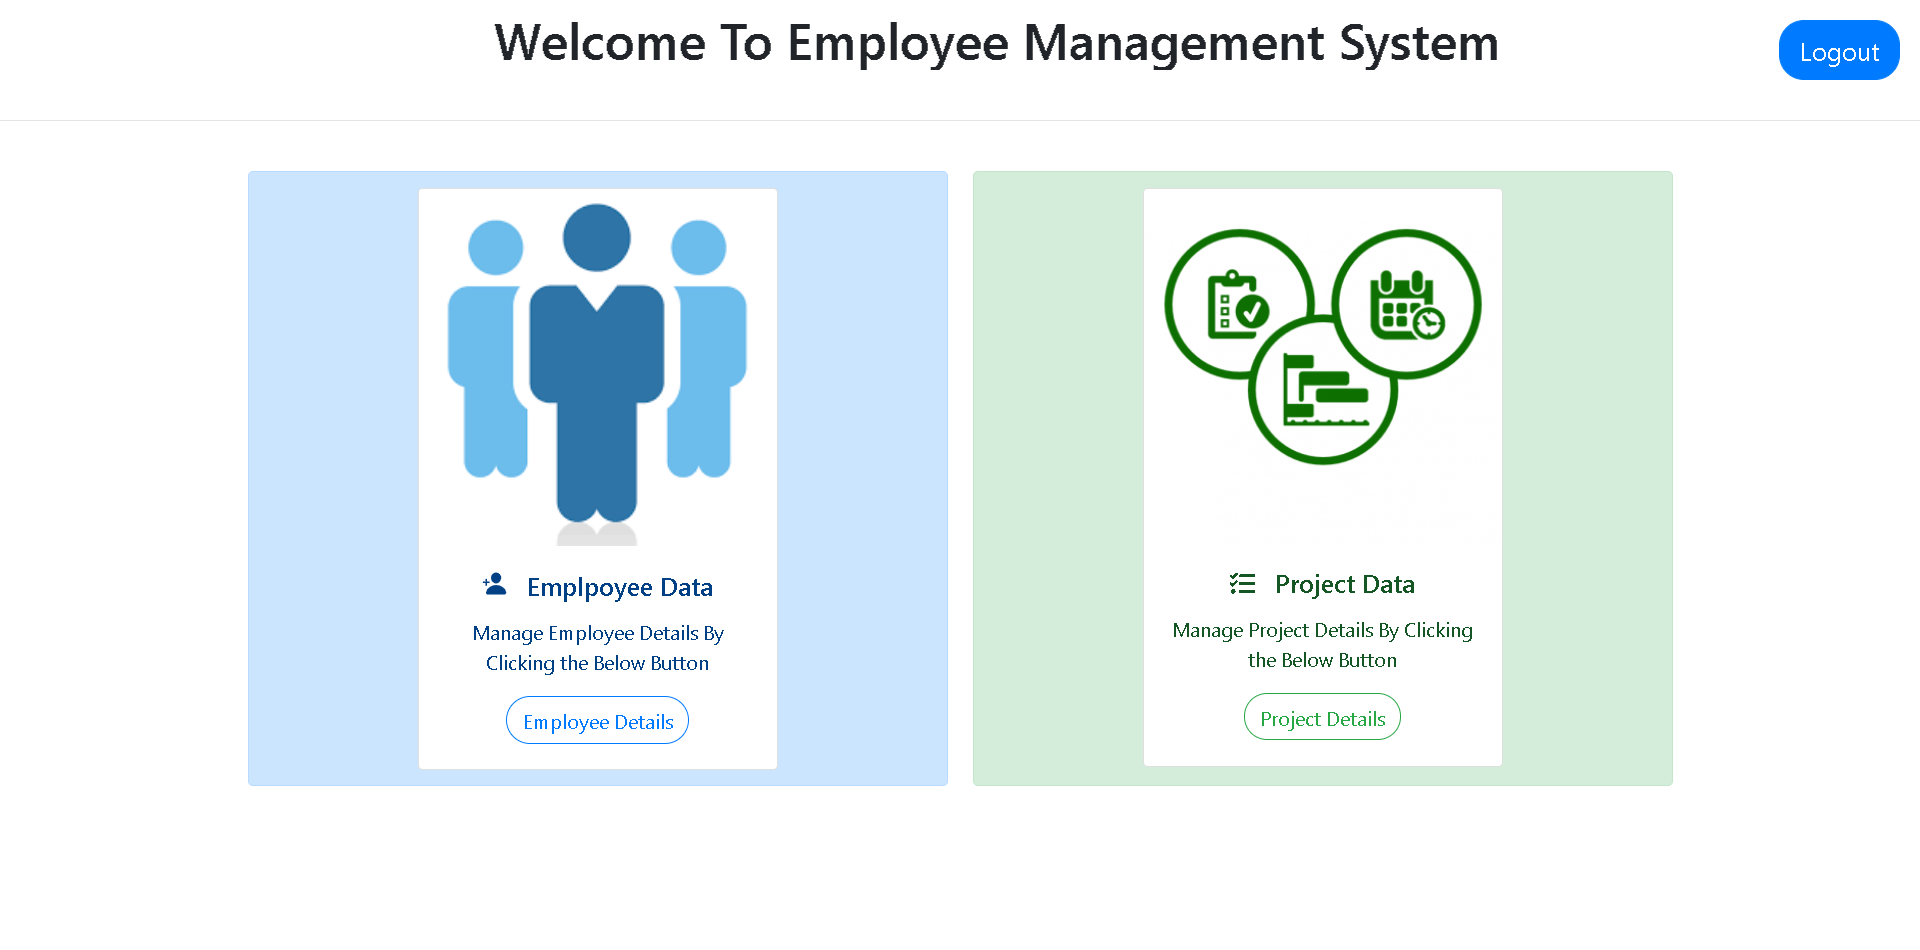 Welcome To Employee Management System
Logout
Emplpoyee Data
Manage Employee Details By
Clicking the Below Button
Employee Details
Project Data
Manage Project Details By Clicking
the Below Button
Project Details